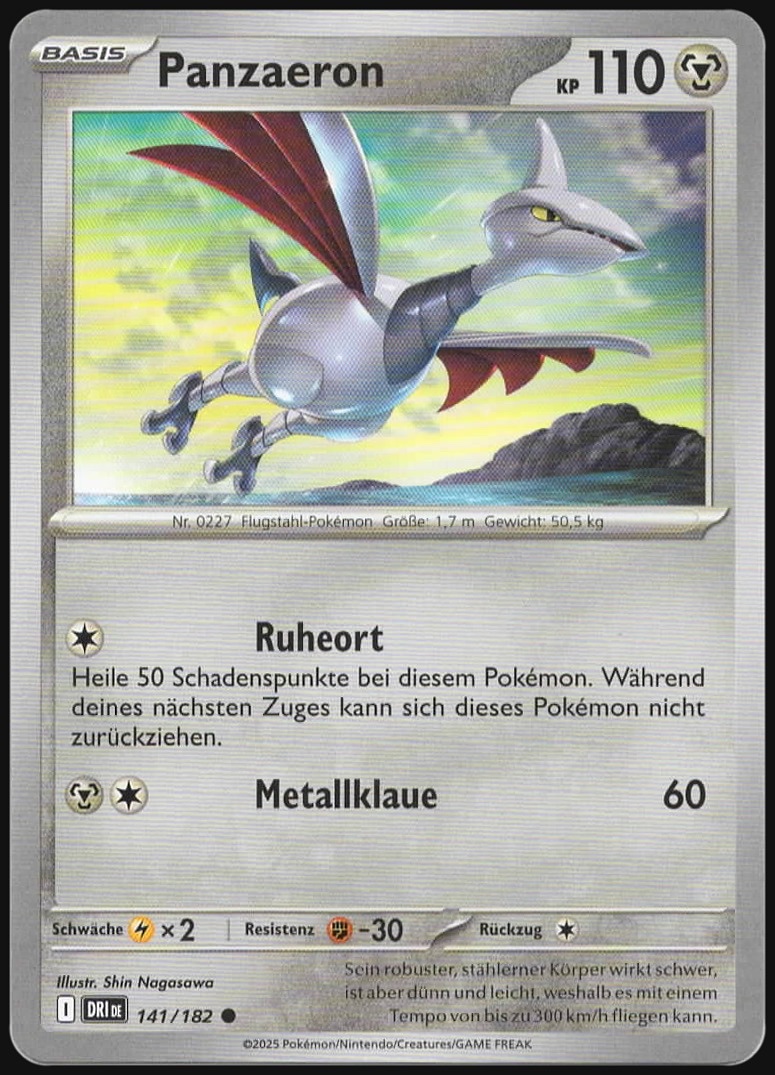 BASIS Panzaeron KP 110
Nr. 0227 Flugstahl-Pokémon Größe: 1,7 m Gewicht: 50,5 kg
Ruheort
Heile 50 Schadenspunkte bei diesem Pokémon. Während
deines nächsten Zuges kann sich dieses Pokémon nicht
zurückziehen.
Metallklaue 60
Schwäche ×2 Resistenz -30 Rückzug
Illustr. Shin Nagasawa
I DRI DE 141/182
Sein robuster, stählerner Körper wirkt schwer,
ist aber dünn und leicht, weshalb es mit einem
Tempo von bis zu 300 km/h fliegen kann.
©2025 Pokémon/Nintendo/Creatures/GAME FREAK